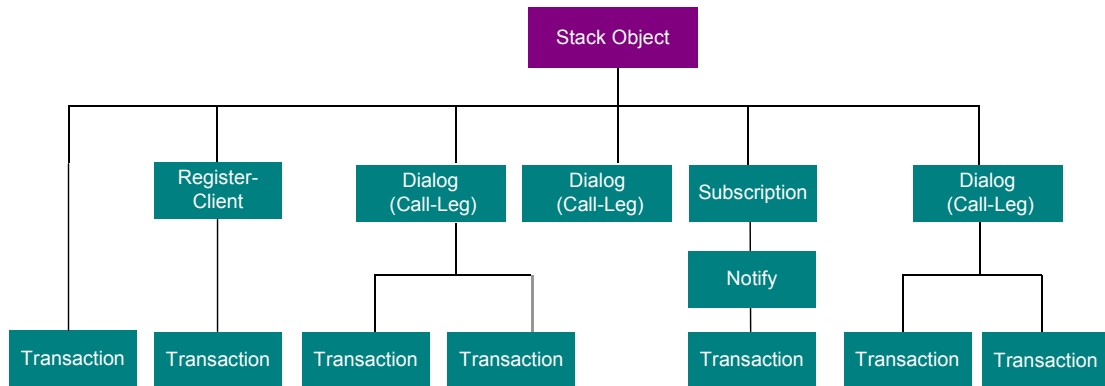 Stack Object
Register-
Client
Dialog
(Call-Leg)
Dialog
(Call-Leg)
Subscription
Dialog
(Call-Leg)
Notify
Transaction
Transaction
Transaction
Transaction
Transaction
Transaction
Transaction